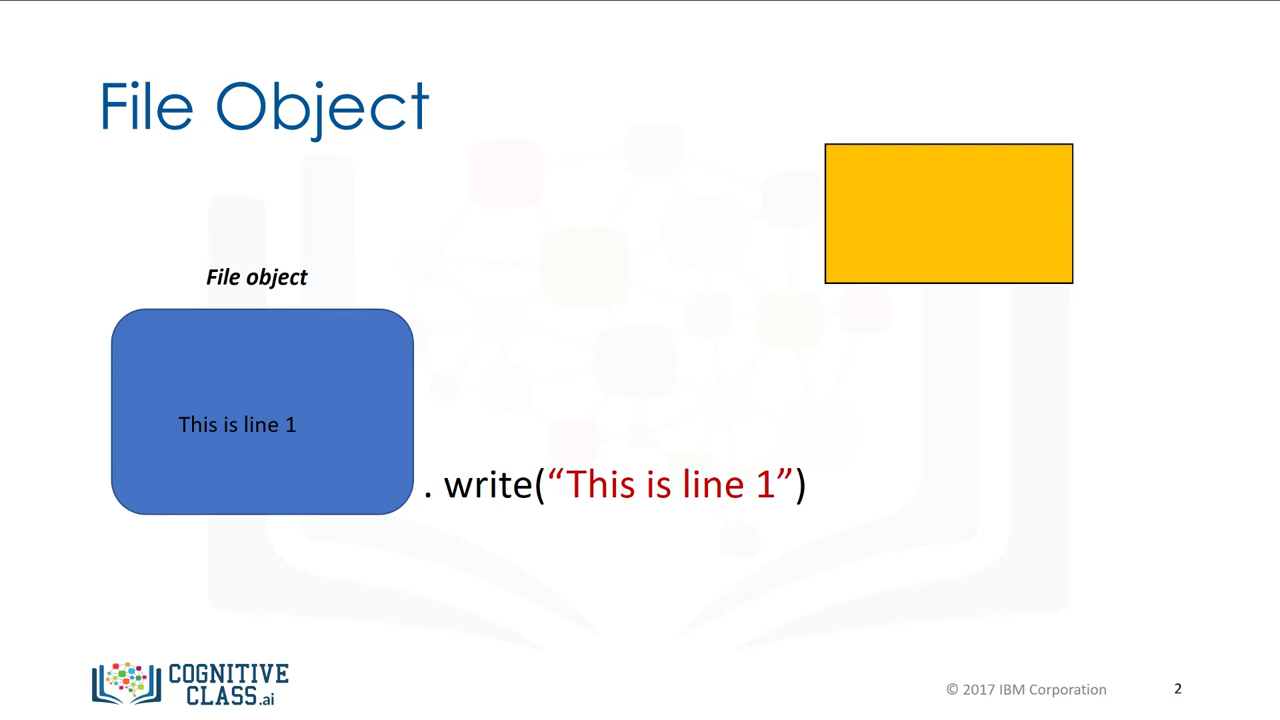 File Object
File object
This is line 1
. write(“This is line 1”)
COGNITIVE
CLASS.ai
© 2017 IBM Corporation
2